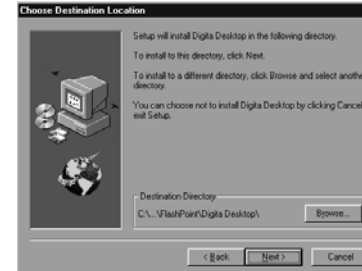 Choose Destination Location
Setup will install Digita Desktop in the following directory.
To install to this directory, click Next.
To install to a different directory, click Browse and select anothe
directory.
You can choose not to install Digita Desktop by clicking Cancel
exit Setup.
Destination Directory
C:\...\FlashPoint\Digita Desktop\
Browse...
< Back
Next >
Cancel